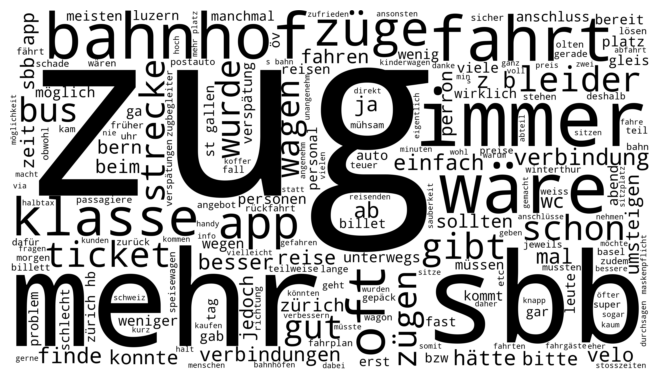 meisten luzern manchmal zufrieden ansonsten sicher anschluss bereit
bahnhof züge fahrt
hoch mehr platz öv fahren wenig viele olten lösen platz
sbb app fährt schade wären postauto s bahn kinderwagen danke gerade preis zwei abfahrt
zug
möglich strecke wurde reisen verspätung wagen unangenehm direkt ja mühsam perron z b leider gleis
bus ga eigentlich min ganz voll wirklich stehen deshalb
möglichkeit zeit obwohl kam früher nie uhr zugbegleiter st gallen
immer
bern beim verspätungen angenehm koffer fall personal auto teuer minuten einfach wohl warum preise abteil sitzen fahre teil bahn
verbindung
macht via halbtax passagiere statt vielen personen reisenden ab billet
wäre winterthur weiss wc abend sitzplatz
klasse app angebot rückfahrt handy info sauberkeit sollten gemacht anschlüsse schon nehmen umsteigen
dafür fragen kunden zurück kommen wegen gefahren gibt geben
ticket morgen billett besser vielleicht reise unterwegs jeweils mal möchte basel bessere zudem
mehr
teilweise lange müssen mussten maskenpflicht
sbb
problem schlecht zürich hb speisewagen jedoch richtung könnten zürich geht wurden gepäck oft zügen sitze etc kommt daher leute knapp gar öfter super sogar kaum durchsagen
schweiz weniger kurz tag gab kaufen verbessern gut müsste wagon fast
gerne finde konnte halt verbindungen fahrplan erst bzw somit hätte fahrten bitte fahrgäste eher velo
menschen bahnhöfen dabei stosszeiten